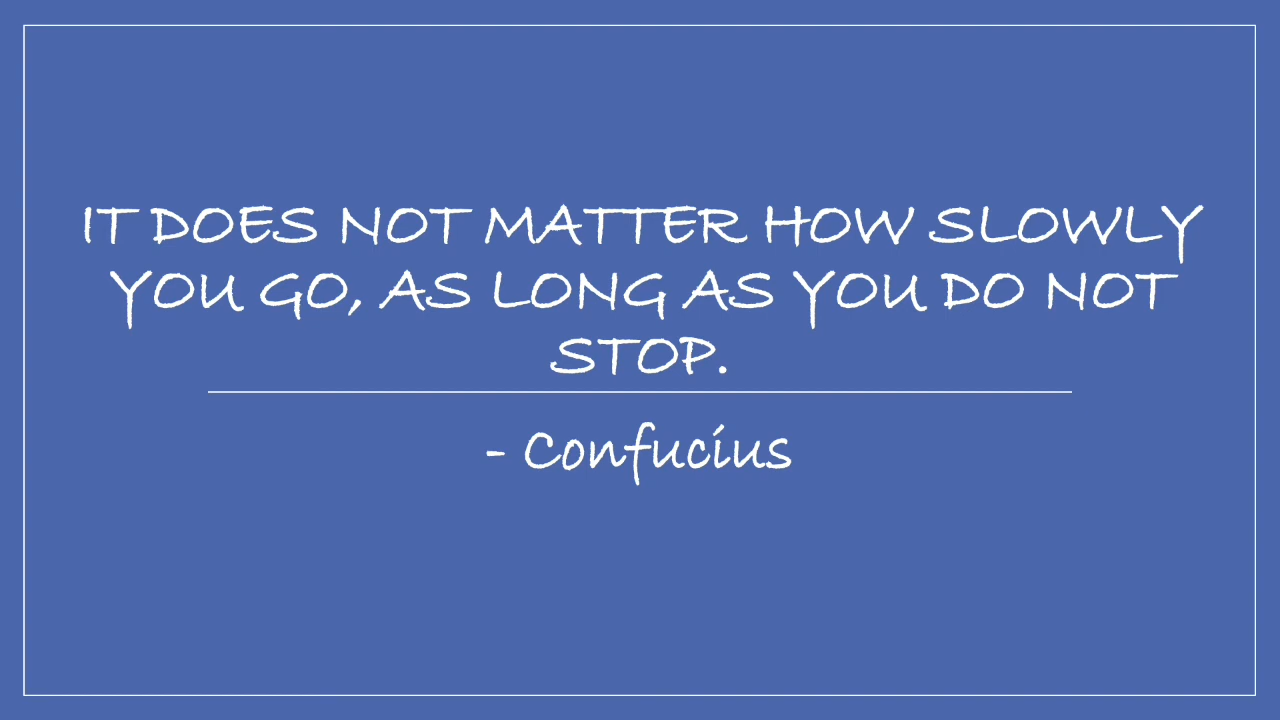 IT DOES NOT MATTER HOW SLOWLY
YOU GO, AS LONG AS YOU DO NOT
STOP.
- Confucius